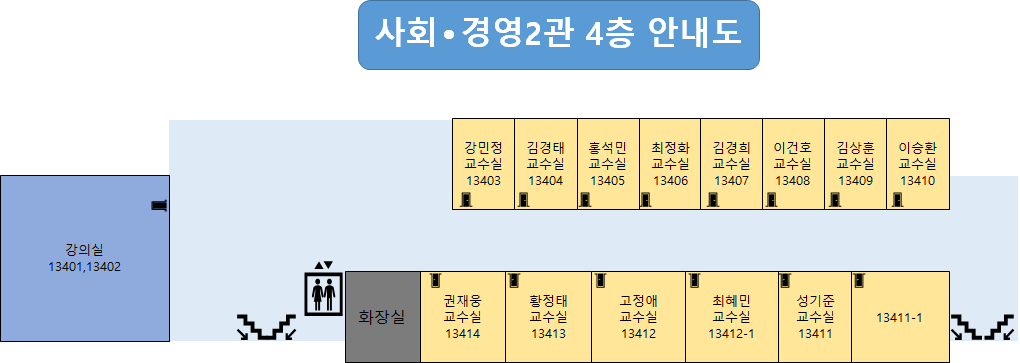 사회•경영2관 4층 안내도
강민정
교수실
13403
김경태
교수실
13404
홍석민
교수실
13405
최정화
교수실
13406
김경희
교수실
13407
이건호
교수실
13408
김상훈
교수실
13409
이승환
교수실
13410
강의실
13401,13402
화장실
권재웅
교수실
13414
황정태
교수실
13413
고정애
교수실
13412
최혜민
교수실
13412-1
성기준
교수실
13411
13411-1